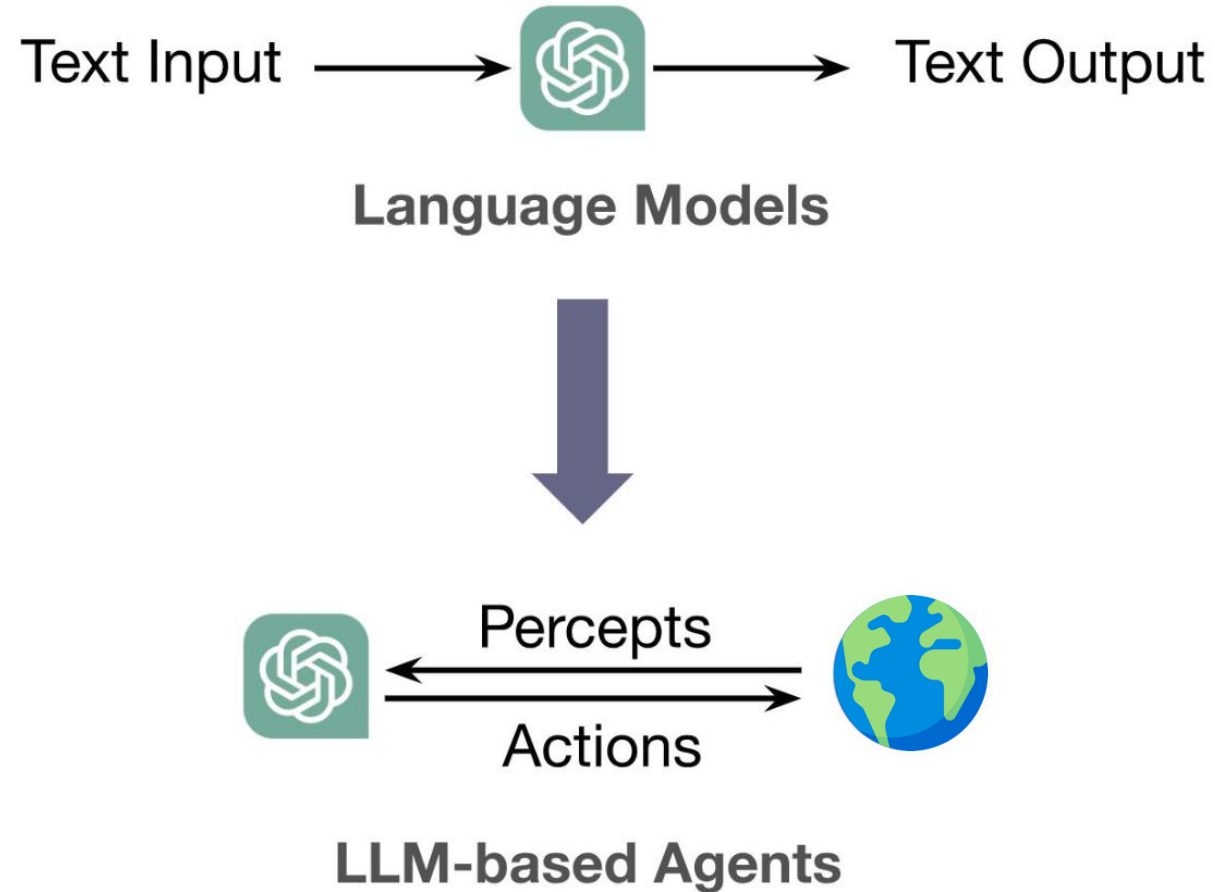 Text Input
Text Output
Language Models
Percepts
Actions
LLM-based Agents